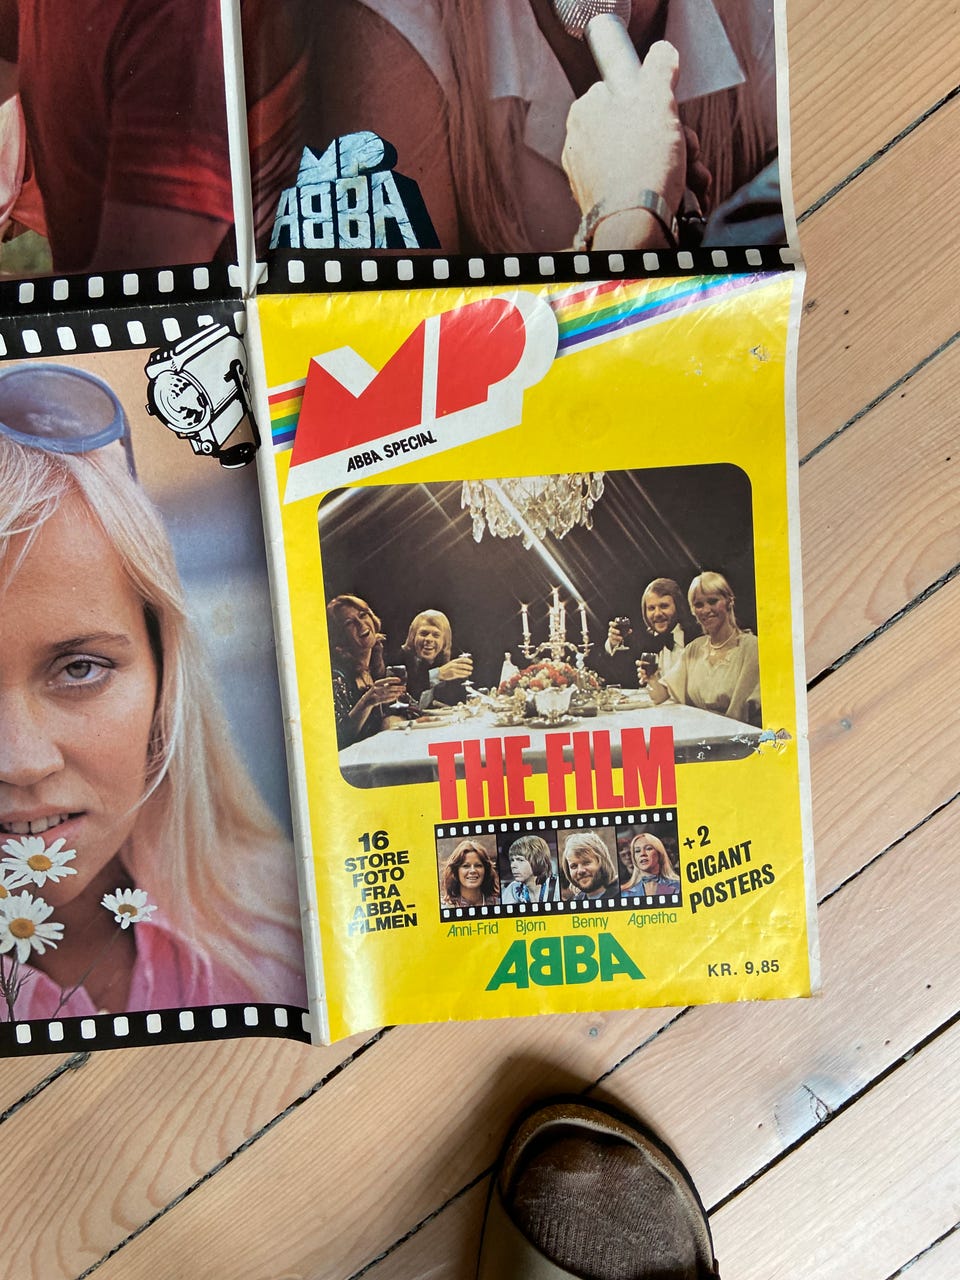 MP
ABBA
MP
ABBA SPECIAL
THE FILM
16
STORE
FOTO
FRA
ABBA-
FILMEN
+2
GIGANT
POSTERS
Anni-Frid Bjorn Benny Agnetha
ABBA
KR. 9,85